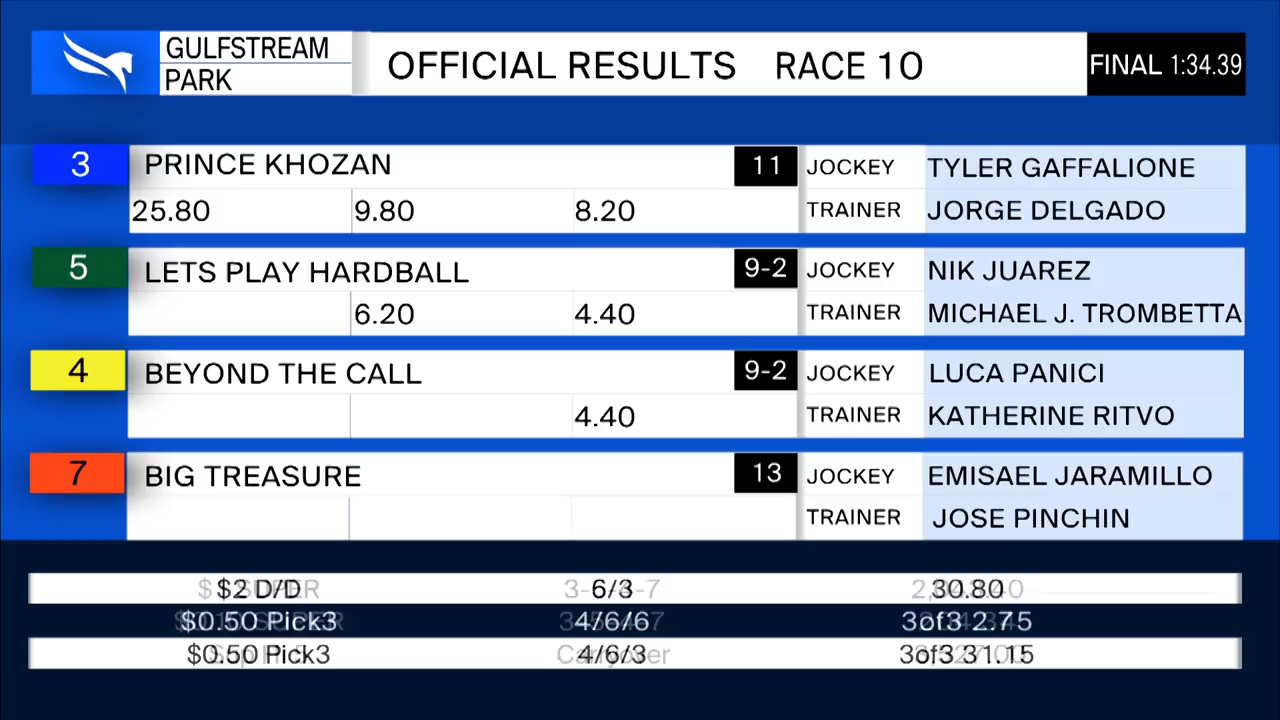 GULFSTREAM
PARK
OFFICIAL RESULTS RACE 10
FINAL 1:34.39
3 PRINCE KHOZAN 11 JOCKEY TYLER GAFFALIONE
25.80 9.80 8.20 TRAINER JORGE DELGADO
5 LETS PLAY HARDBALL 9-2 JOCKEY NIK JUAREZ
6.20 4.40 TRAINER MICHAEL J. TROMBETTA
4 BEYOND THE CALL 9-2 JOCKEY LUCA PANICI
4.40 TRAINER KATHERINE RITVO
7 BIG TREASURE 13 JOCKEY EMISAEL JARAMILLO
TRAINER JOSE PINCHIN
$2 D/D 6/3 30.80
$0.50 Pick3 4/6/6 3of3 2.75
$0.50 Pick3 4/6/3 3of3 31.15